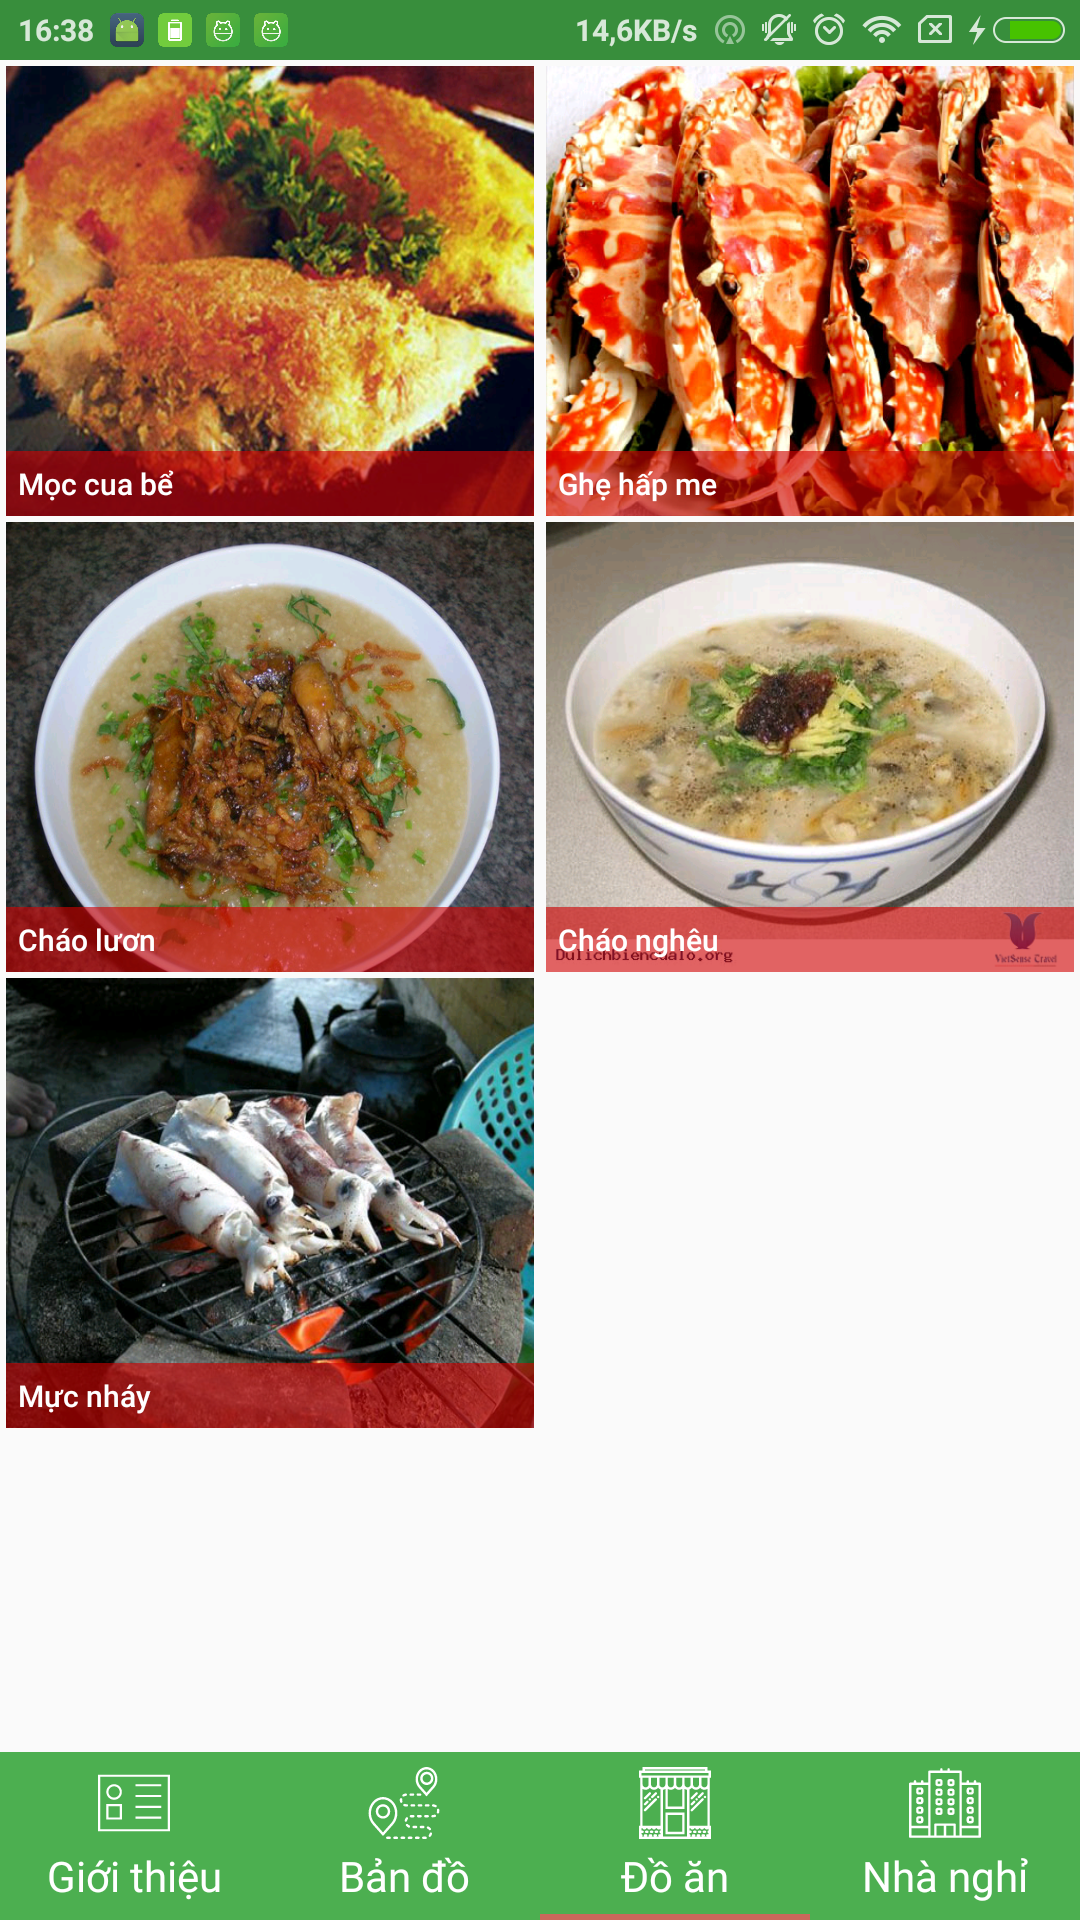 16:38
14,6KB/s
Mọc cua bể
Ghẹ hấp me
Cháo lươn
Cháo nghêu
Dulichbiencualo.org
VietSense Travel
Mực nháy
Giới thiệu
Bản đồ
Đồ ăn
Nhà nghỉ